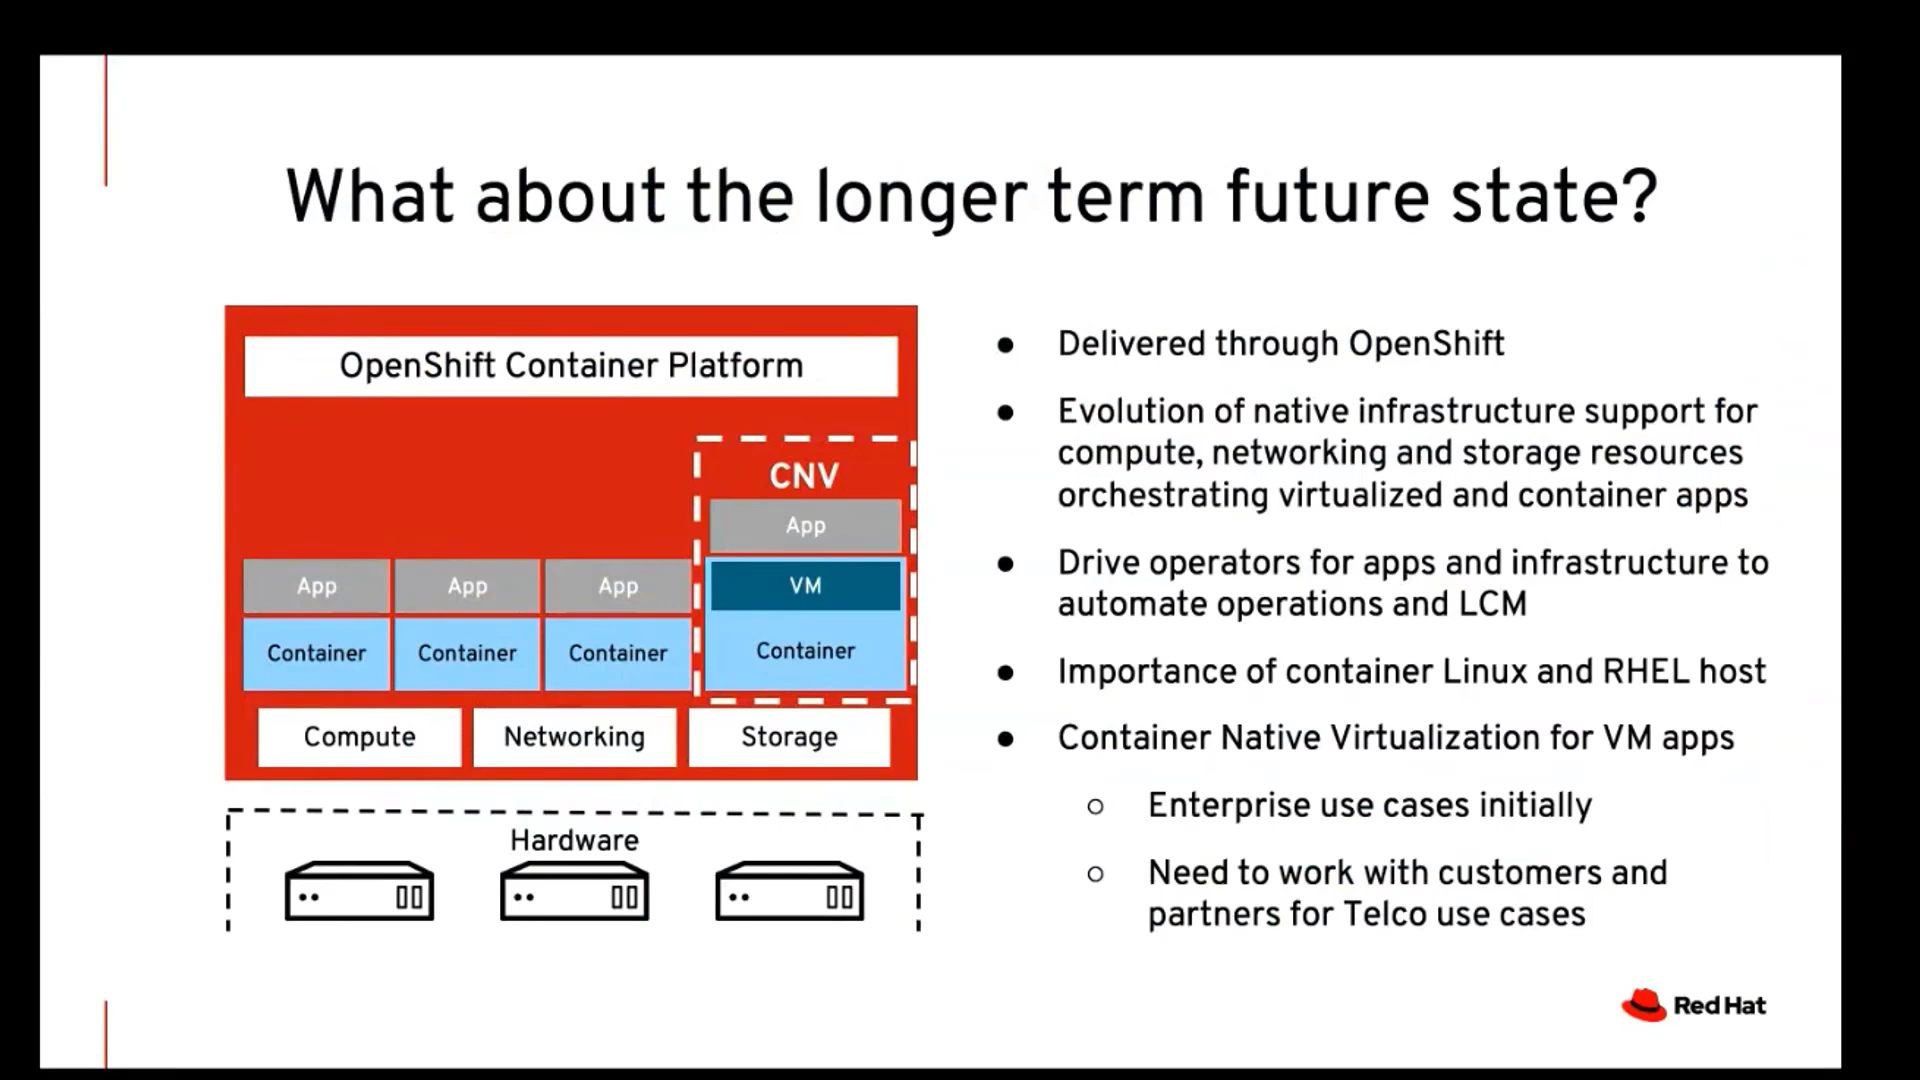 What about the longer term future state?
OpenShift Container Platform
CNV
App
App App App VM
Container Container Container Container
Compute Networking Storage
Hardware
● Delivered through OpenShift
● Evolution of native infrastructure support for
compute, networking and storage resources
orchestrating virtualized and container apps
● Drive operators for apps and infrastructure to
automate operations and LCM
● Importance of container Linux and RHEL host
● Container Native Virtualization for VM apps
○ Enterprise use cases initially
○ Need to work with customers and
partners for Telco use cases
Red Hat